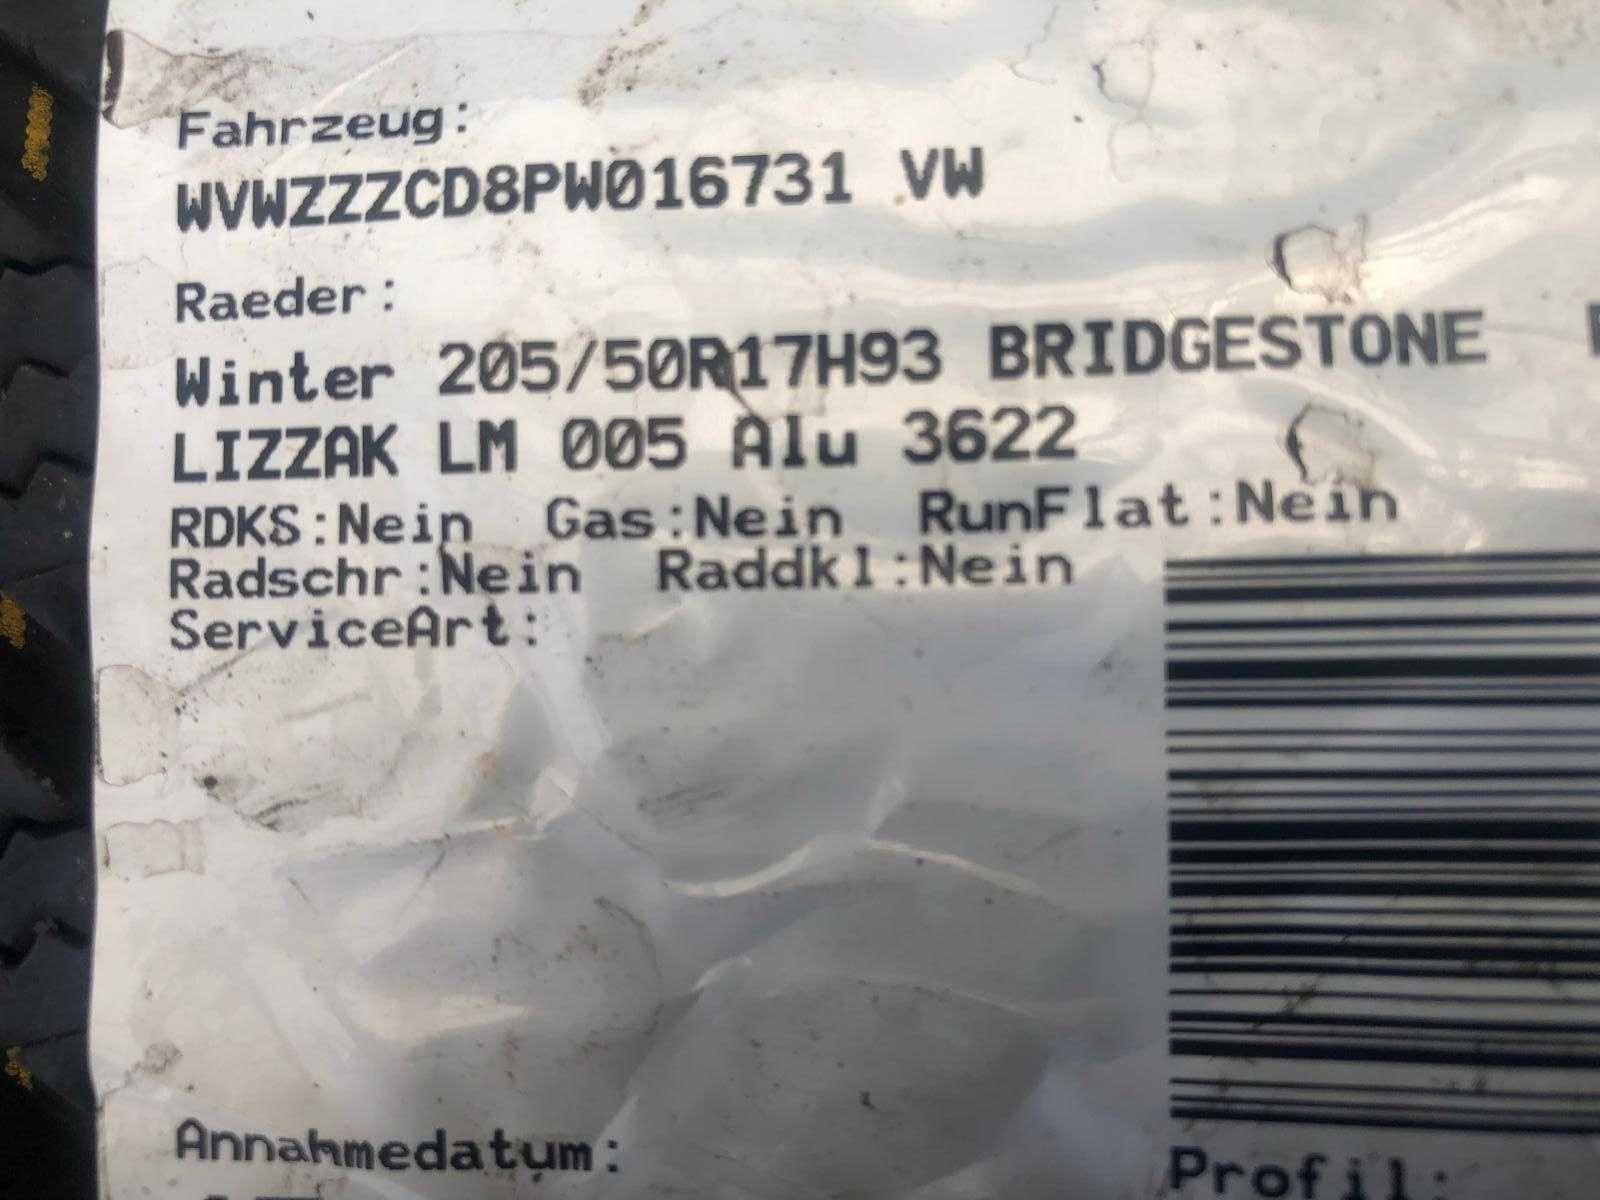 Fahrzeug:
WVWZZZCD8PW016731 VW
Raeder:
Winter 205/50R17H93 BRIDGESTONE
LIZZAK LM 005 Alu 3622
RDKS:Nein Gas:Nein RunFlat:Nein
Radschr:Nein Raddkl:Nein
ServiceArt:
Annahmedatum:
Profil: